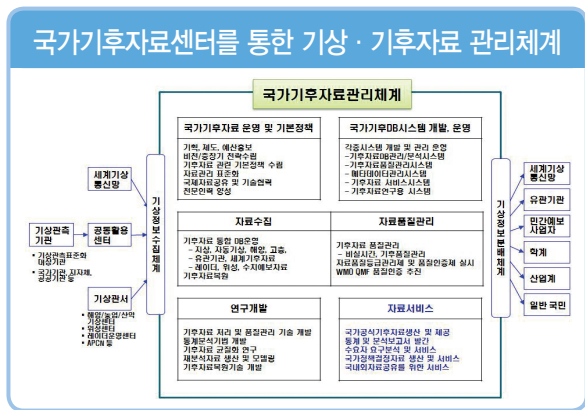 국가기후자료센터를 통한 기상 · 기후자료 관리체계
국가기후자료관리체계
세계기상
통신망
기상관측
기관
공동활용
센터
• 기상관측표준화
대상기관
• 국가기관, 지자체,
공공기관 등
기상관서
• 해양/농업/산악
기상센터
• 위성센터
• 레이더운영센터
• APCN 등
기상정보수집체계
국가기후자료 운영 및 기본정책
기획, 제도, 예산홍보
비전/중장기 전략수립
기후자료 관련 기본정책 수립
자료관리 표준화
국제자료공유 및 기술협력
전문인력 양성
국가기후DB시스템 개발, 운영
각종시스템 개발 및 관리 운영
-기후자료DB관리/분석시스템
-기후자료품질관리시스템
-메타데이터관리시스템
-기후자료 서비스시스템
-기후자료연구용 시스템
자료수집
기후자료 통합 DB운영
- 지상, 자동기상, 해양, 고층,
- 유관기관, 세계기후자료
- 레이더, 위성, 수치예보자료
기후자료복원
자료품질관리
기후자료 품질관리
- 비실시간, 기후품질관리
자료품질등급관리제 및 품질인증제 실시
WMO QMF 품질인증 추진
연구개발
기후자료 처리 및 품질관리 기술 개발
통계분석기법 개발
기후자료 균질화 연구
재분석자료 생산 및 모델링
기후자료복원기술 개발
자료서비스
국가공식기후자료생산 및 제공
통계 및 분석보고서 발간
수요자 요구분석 및 서비스
국가정책결정자료 생산 및 서비스
국내외자료공유를 위한 서비스
기상정보분배체계
세계기상
통신망
유관기관
민간예보
사업자
학계
산업계
일반 국민